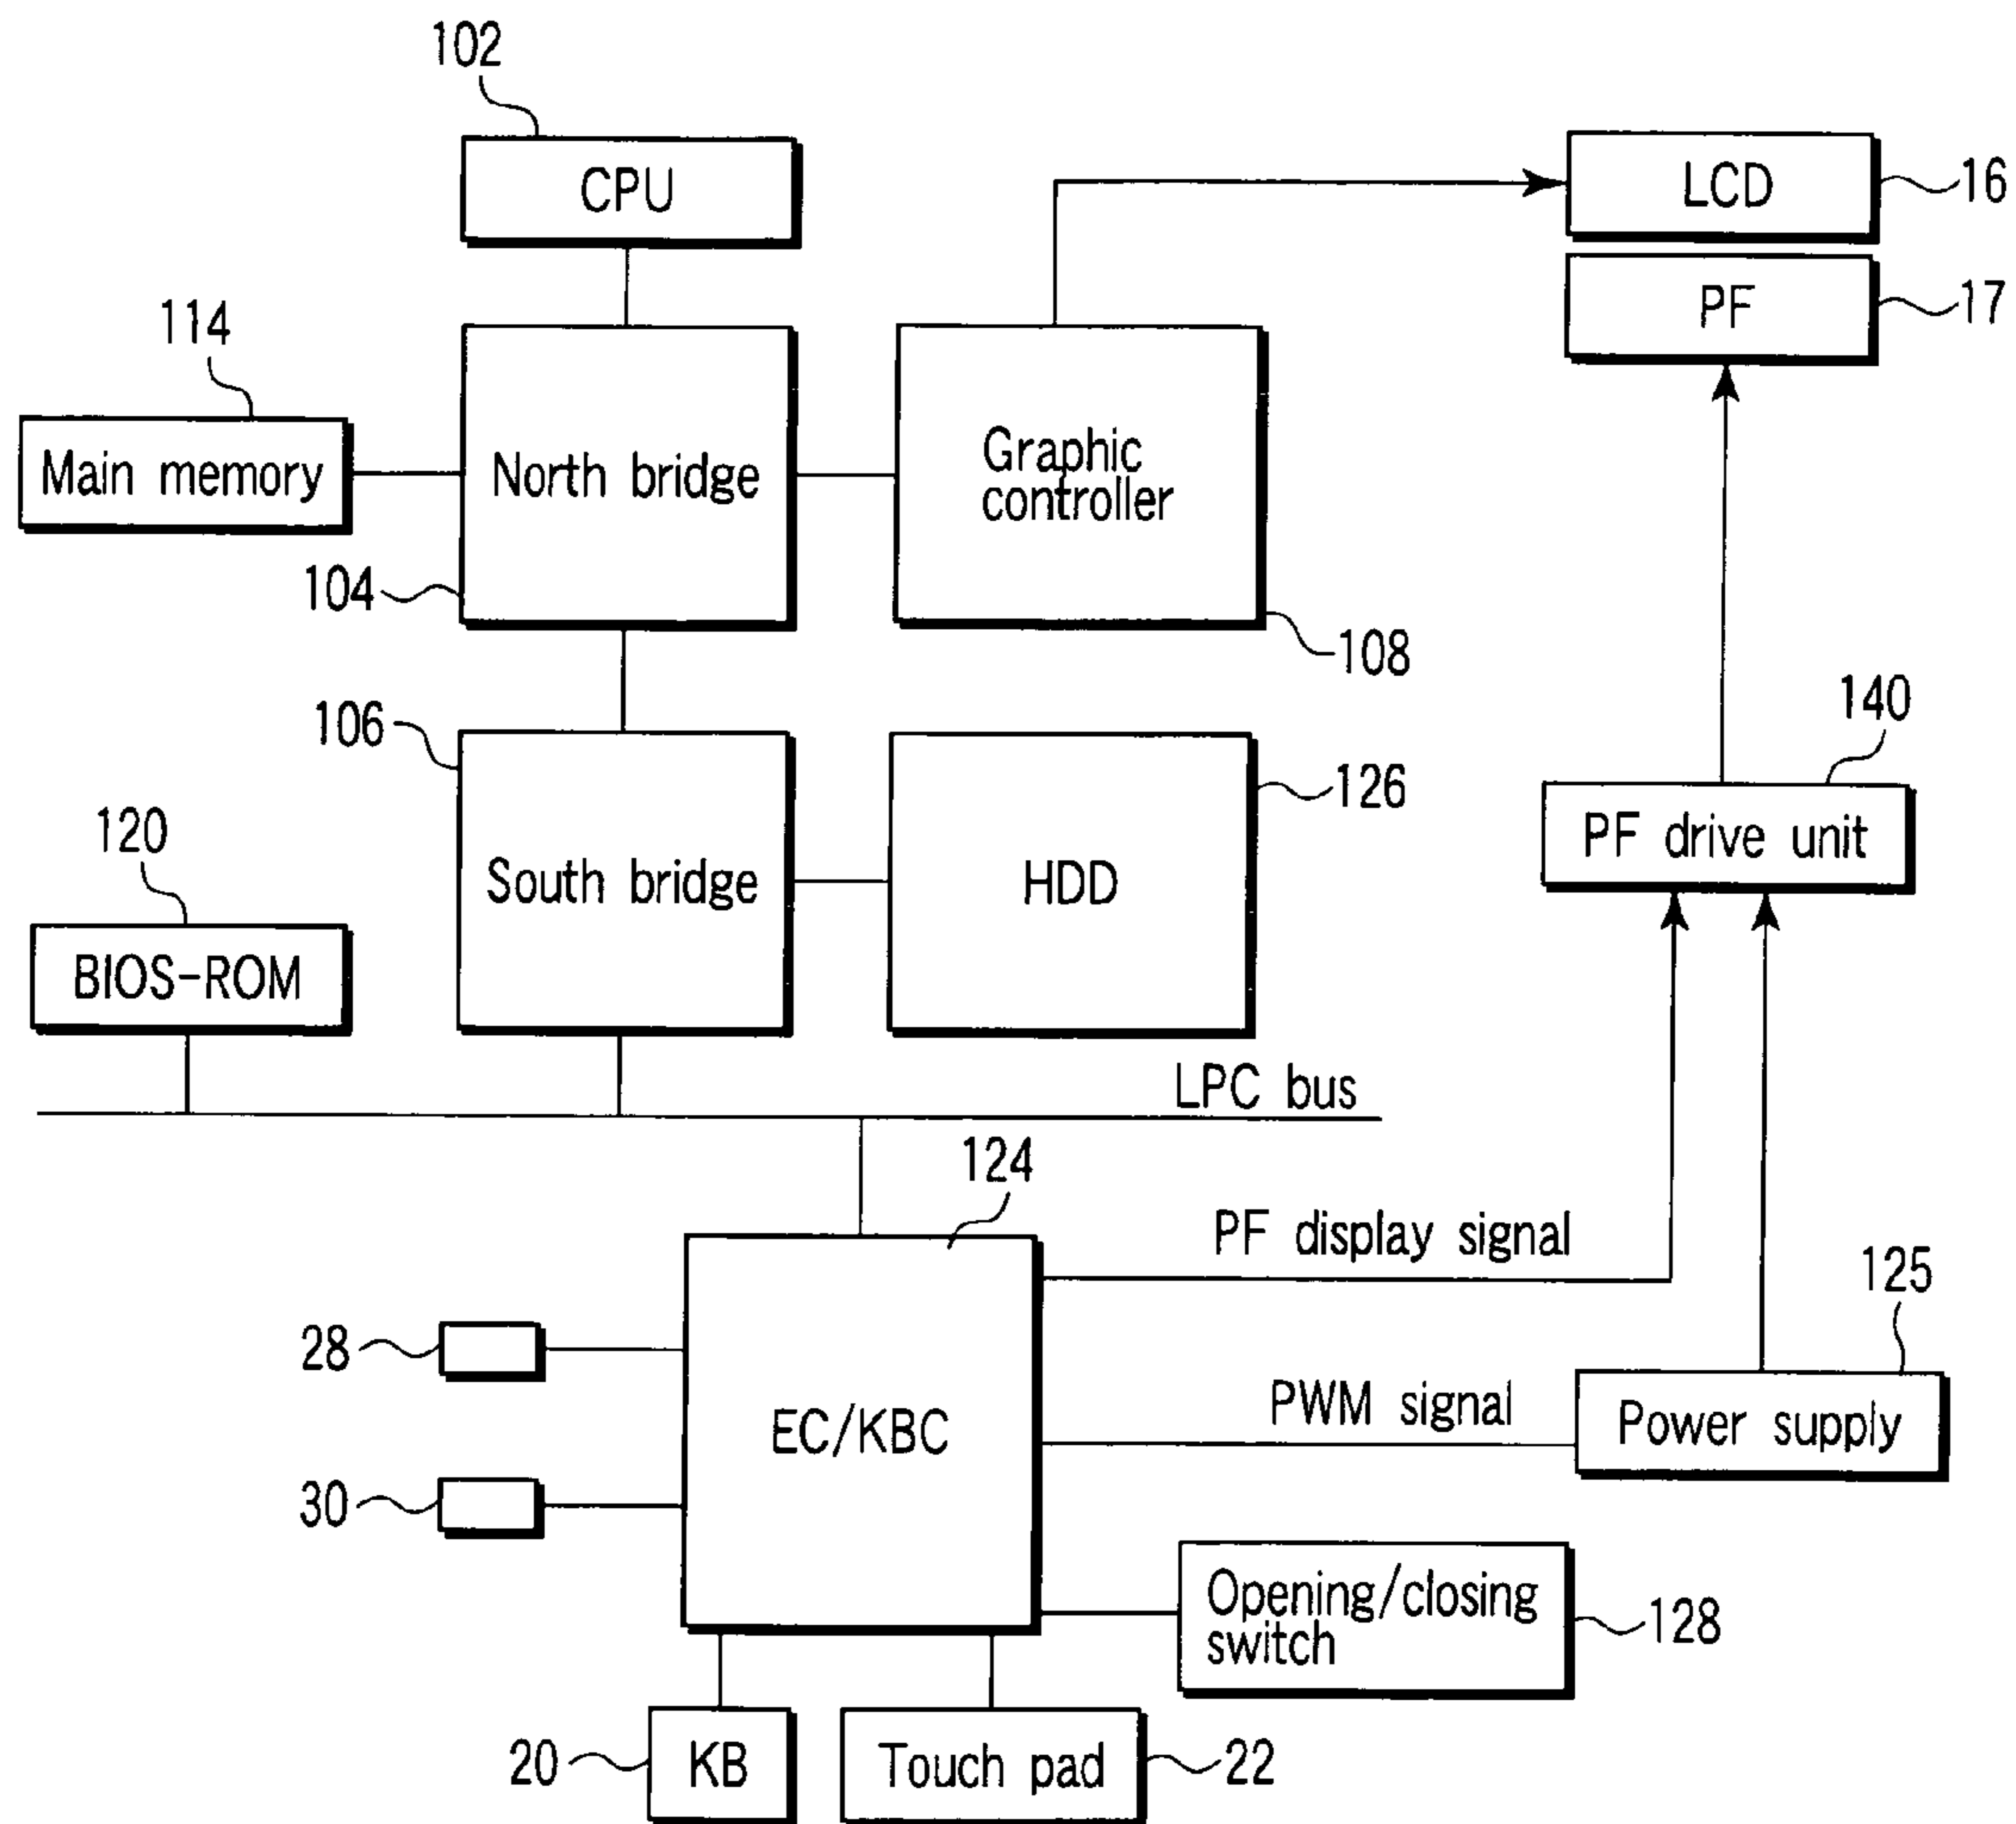 102
CPU
LCD
16
PF
17
114
Main memory
North bridge
Graphic
controller
104
108
106
126
140
PF drive unit
120
South bridge
HDD
BIOS-ROM
LPC bus
124
PF display signal
125
28
PWM signal
Power supply
EC/KBC
30
Opening/closing
switch
128
20
KB
Touch pad
22